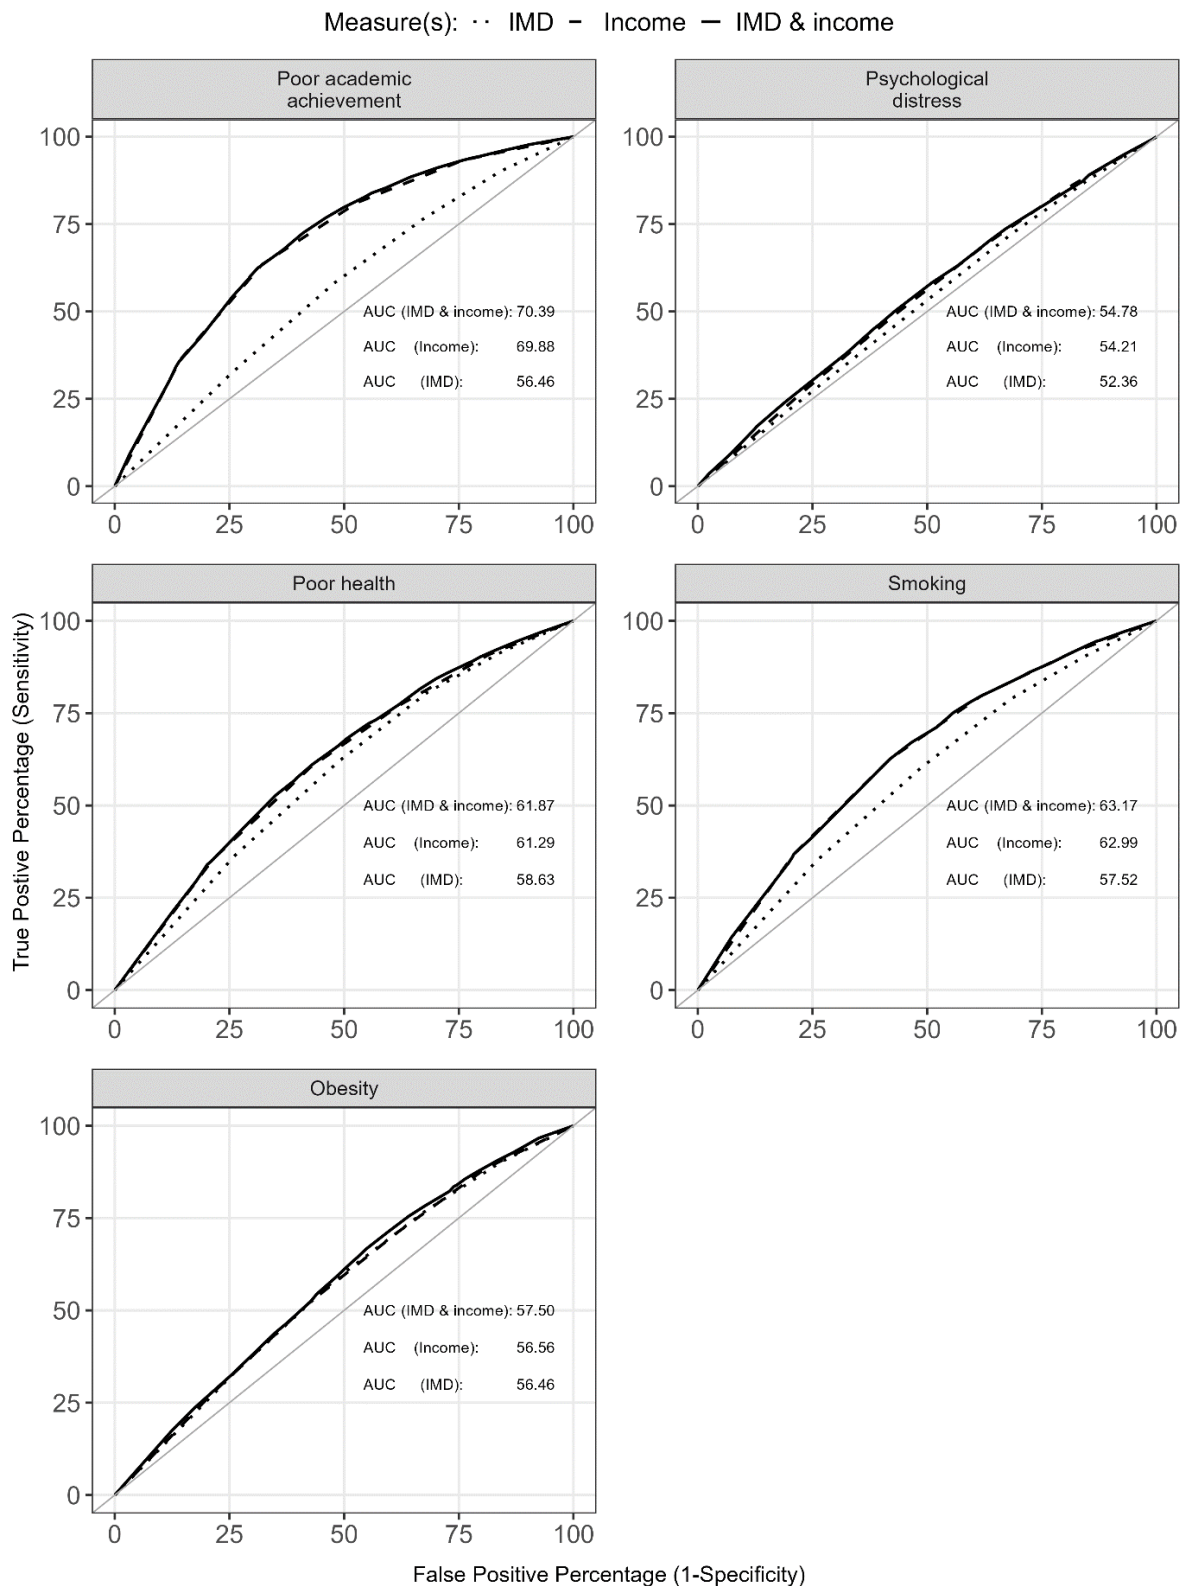 Measure(s): IMD Income IMD & income
Poor academic
achievement
100
75
50
25
0
AUC (IMD & income): 70.39
AUC (Income): 69.88
AUC (IMD): 56.46
0 25 50 75 100
Psychological
distress
100
75
50
25
0
AUC (IMD & income): 54.78
AUC (Income): 54.21
AUC (IMD): 52.36
0 25 50 75 100
True Postive Percentage (Sensitivity)
Poor health
100
75
50
25
0
AUC (IMD & income): 61.87
AUC (Income): 61.29
AUC (IMD): 58.63
0 25 50 75 100
Smoking
100
75
50
25
0
AUC (IMD & income): 63.17
AUC (Income): 62.99
AUC (IMD): 57.52
0 25 50 75 100
Obesity
100
75
50
25
0
AUC (IMD & income): 57.50
AUC (Income): 56.56
AUC (IMD): 56.46
0 25 50 75 100
False Positive Percentage (1-Specificity)